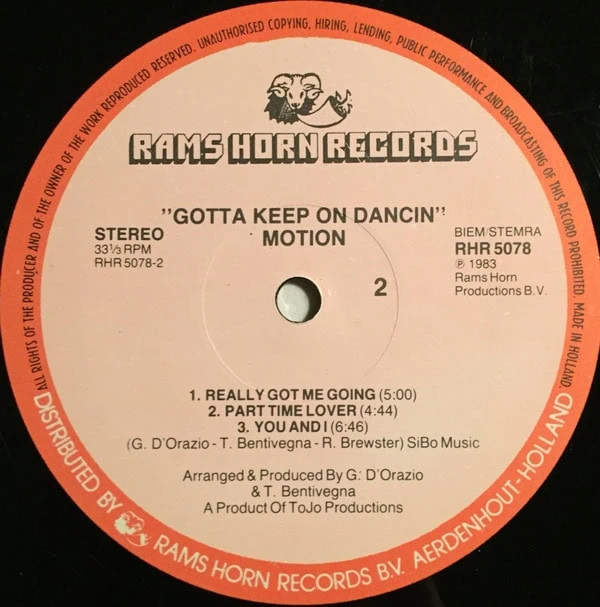 ALL RIGHTS OF THE PRODUCER AND OF THE OWNER OF THE WORK REPRODUCED RESERVED. UNAUTHORISED COPYING, HIRING, LENDING, PUBLIC PERFORMANCE AND BROADCASTING OF THIS RECORD PROHIBITED. MADE IN HOLLAND.
RAMS HORN RECORDS
"GOTTA KEEP ON DANCIN"
MOTION
STEREO
33⅓ RPM
RHR 5078-2
BIEM/STEMRA
RHR 5078
℗ 1983
Rams Horn
Productions B.V.
2
1. REALLY GOT ME GOING (5:00)
2. PART TIME LOVER (4:44)
3. YOU AND I (6:46)
(G. D'Orazio - T. Bentivegna - R. Brewster) SiBo Music
Arranged & Produced By G: D'Orazio
& T. Bentivegna
A Product Of ToJo Productions
DISTRIBUTED BY RAMS HORN RECORDS B.V. AERDENHOUT - HOLLAND